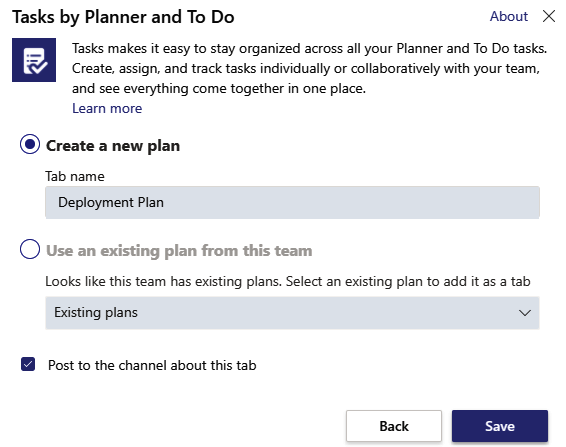 Tasks by Planner and To Do
About
Tasks makes it easy to stay organized across all your Planner and To Do tasks.
Create, assign, and track tasks individually or collaboratively with your team,
and see everything come together in one place.
Learn more
Create a new plan
Tab name
Deployment Plan
Use an existing plan from this team
Looks like this team has existing plans. Select an existing plan to add it as a tab
Existing plans
Post to the channel about this tab
Back
Save